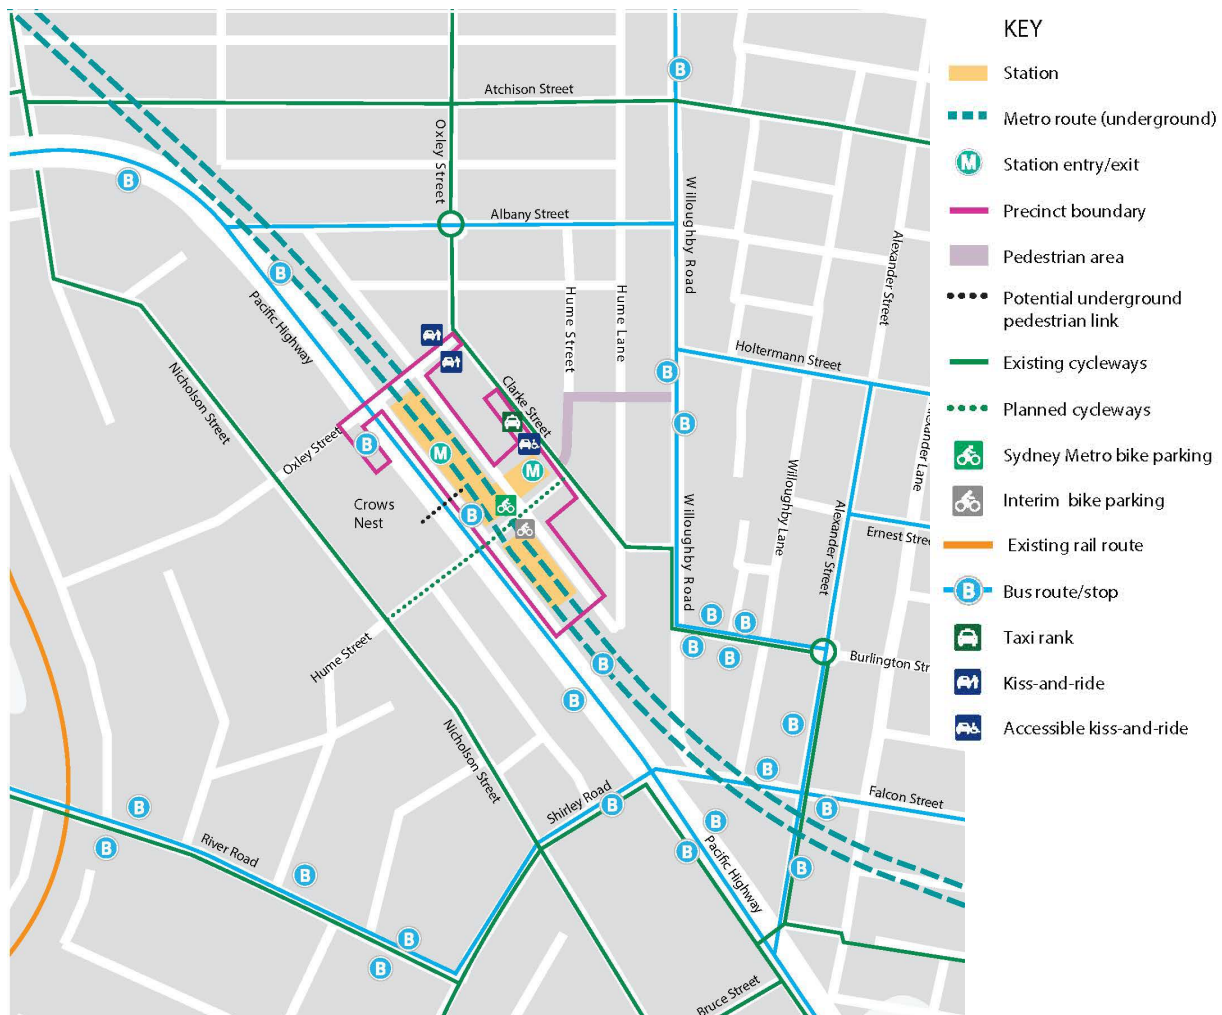 KEY
Station
Metro route (underground)
M
Station entry/exit
Precinct boundary
Pedestrian area
Potential underground
pedestrian link
Existing cycleways
Planned cycleways
Sydney Metro bike parking
Interim bike parking
Existing rail route
B
Bus route/stop
Taxi rank
Kiss-and-ride
Accessible kiss-and-ride
B
Atchison Street
Oxley Street
B
Albany Street
Willoughby Road
Alexander Street
B
Pacific Highway
Hume Street
Hume Lane
Holtermann Street
Nicholson Street
B
Clarke Street
Alexander Lane
B
Oxley Street
B
M
M
Crows
Nest
B
Willoughby Road
Willoughby Lane
Alexander Street
Ernest Stree
B
B
B
B
Hume Street
B
Burlington Str
B
B
Nicholson Street
B
B
Shirley Road
B
Falcon Street
B
B
B
B
River Road
B
B
Pacific Highway
B
B
B
B
Bruce Street